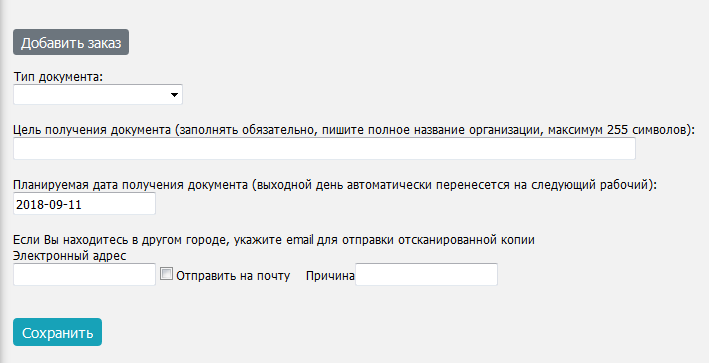 Добавить заказ
Тип документа:
Цель получения документа (заполнять обязательно, пишите полное название организации, максимум 255 символов):
Планируемая дата получения документа (выходной день автоматически перенесется на следующий рабочий):
2018-09-11
Если Вы находитесь в другом городе, укажите email для отправки отсканированной копии
Электронный адрес
Отправить на почту Причина
Сохранить